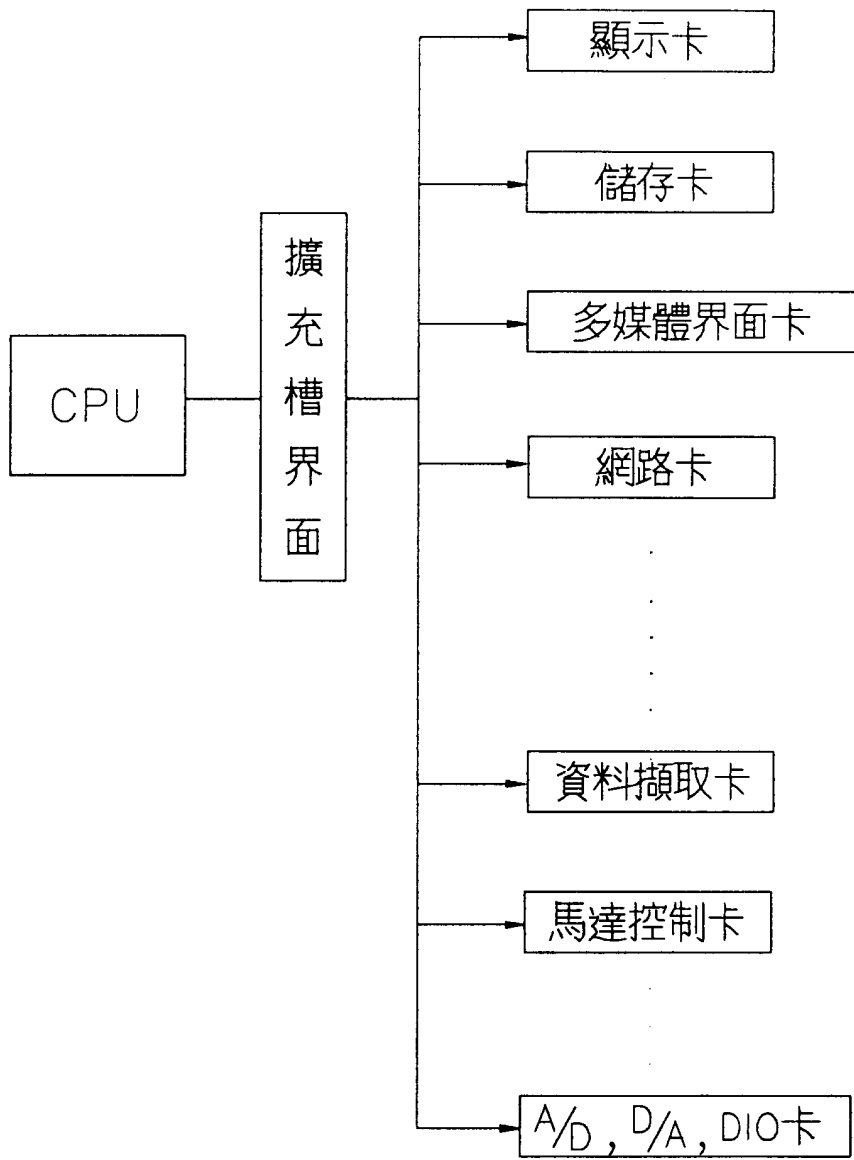 CPU
擴充槽界面
顯示卡
儲存卡
多媒體界面卡
網路卡
資料擷取卡
馬達控制卡
A/D, D/A, DIO卡